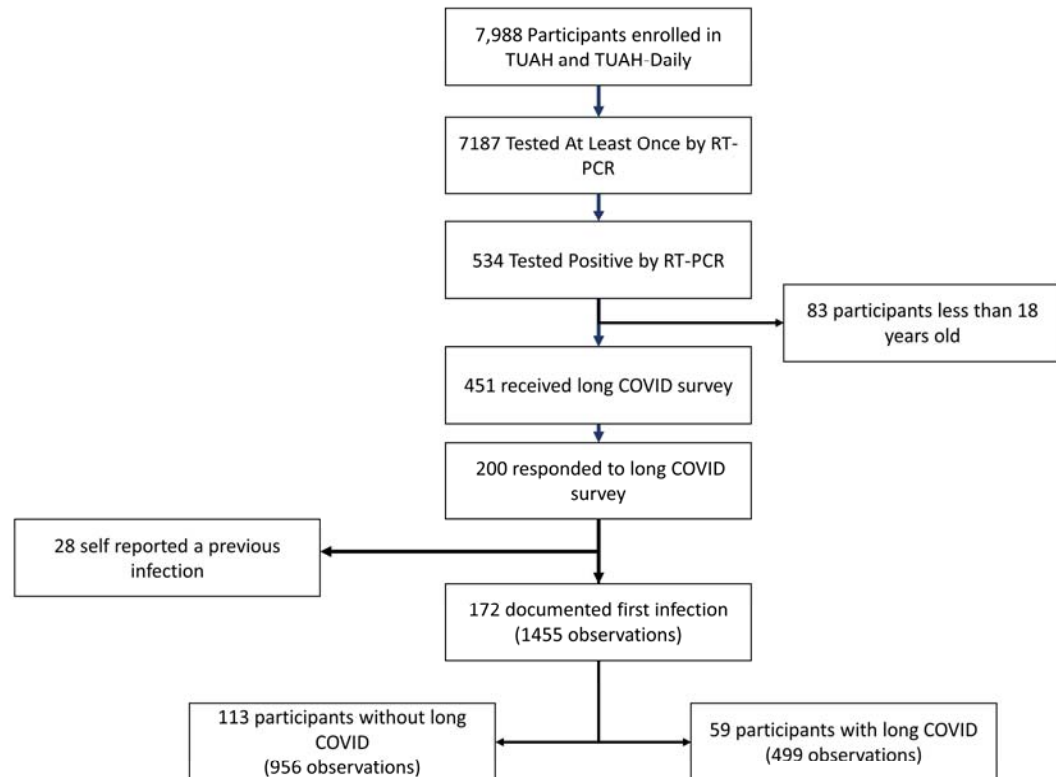 7,988 Participants enrolled in
TUAH and TUAH-Daily
7187 Tested At Least Once by RT-
PCR
534 Tested Positive by RT-PCR
83 participants less than 18
years old
451 received long COVID survey
200 responded to long COVID
survey
28 self reported a previous
infection
172 documented first infection
(1455 observations)
113 participants without long
COVID
(956 observations)
59 participants with long COVID
(499 observations)